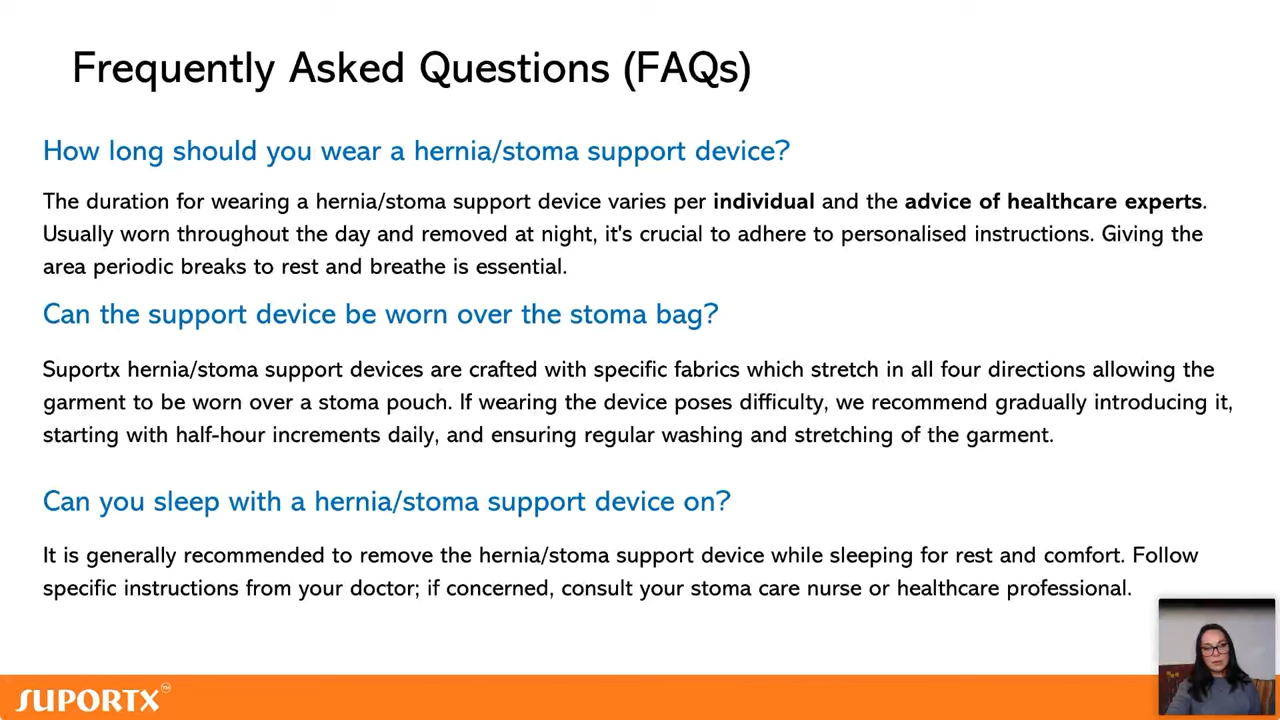 Frequently Asked Questions (FAQs)
How long should you wear a hernia/stoma support device?
The duration for wearing a hernia/stoma support device varies per individual and the advice of healthcare experts.
Usually worn throughout the day and removed at night, it's crucial to adhere to personalised instructions. Giving the
area periodic breaks to rest and breathe is essential.
Can the support device be worn over the stoma bag?
Suportx hernia/stoma support devices are crafted with specific fabrics which stretch in all four directions allowing the
garment to be worn over a stoma pouch. If wearing the device poses difficulty, we recommend gradually introducing it,
starting with half-hour increments daily, and ensuring regular washing and stretching of the garment.
Can you sleep with a hernia/stoma support device on?
It is generally recommended to remove the hernia/stoma support device while sleeping for rest and comfort. Follow
specific instructions from your doctor; if concerned, consult your stoma care nurse or healthcare professional.
SUPORTX™